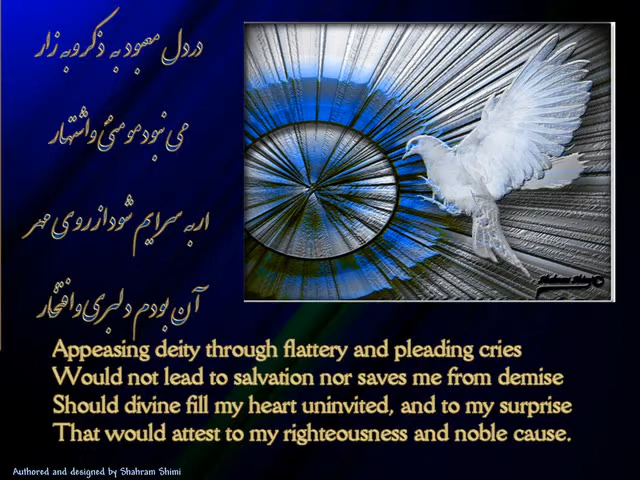 در دل معبود به ذکر و به زار
می نبود مومنی و اشتهار
ار به سرایم شود از روی مهر
آن بودم دلبری و افتخار
Appeasing deity through flattery and pleading cries
Would not lead to salvation nor saves me from demise
Should divine fill my heart uninvited, and to my surprise
That would attest to my righteousness and noble cause.
Authored and designed by Shahram Shimi